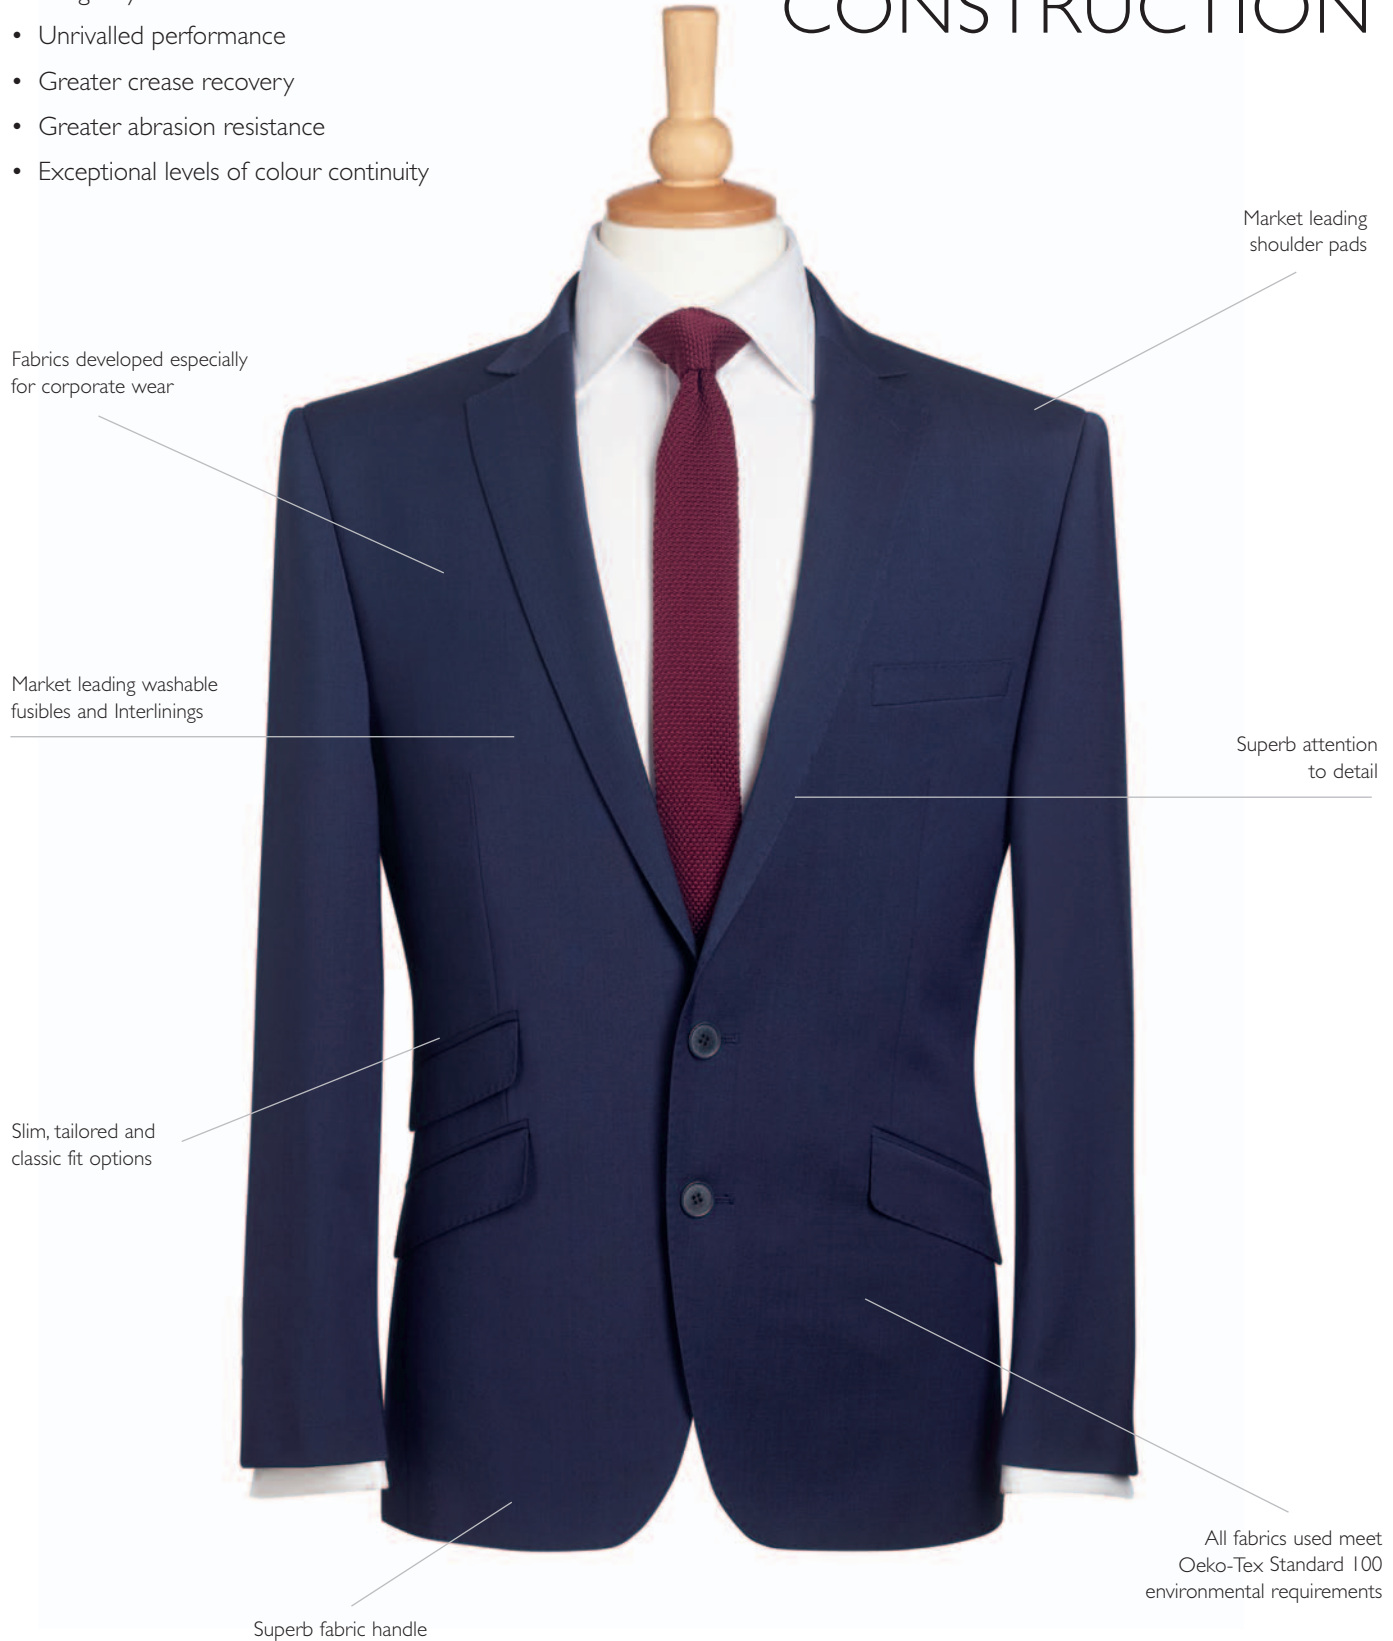 CONSTRUCTION
• Unrivalled performance
• Greater crease recovery
• Greater abrasion resistance
• Exceptional levels of colour continuity
Market leading
shoulder pads
Fabrics developed especially
for corporate wear
Market leading washable
fusibles and Interlinings
Superb attention
to detail
Slim, tailored and
classic fit options
All fabrics used meet
Oeko-Tex Standard 100
environmental requirements
Superb fabric handle